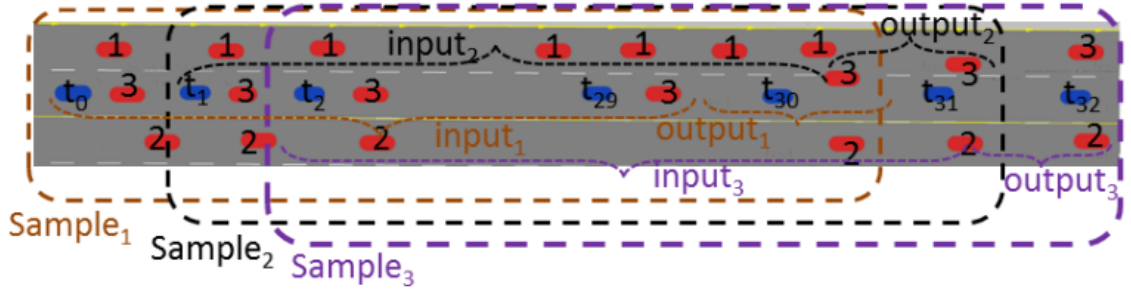 1 1 1 input₂ 1 1 1 1 output₂ 3
t₀ 3 t₁ 3 t₂ 3 t₂₉ 3 t₃₀ 3 t₃₁ 3 t₃₂
2 2 2 input₁ output₁ 2 2 2
input₃ output₃
Sample₁
Sample₂
Sample₃